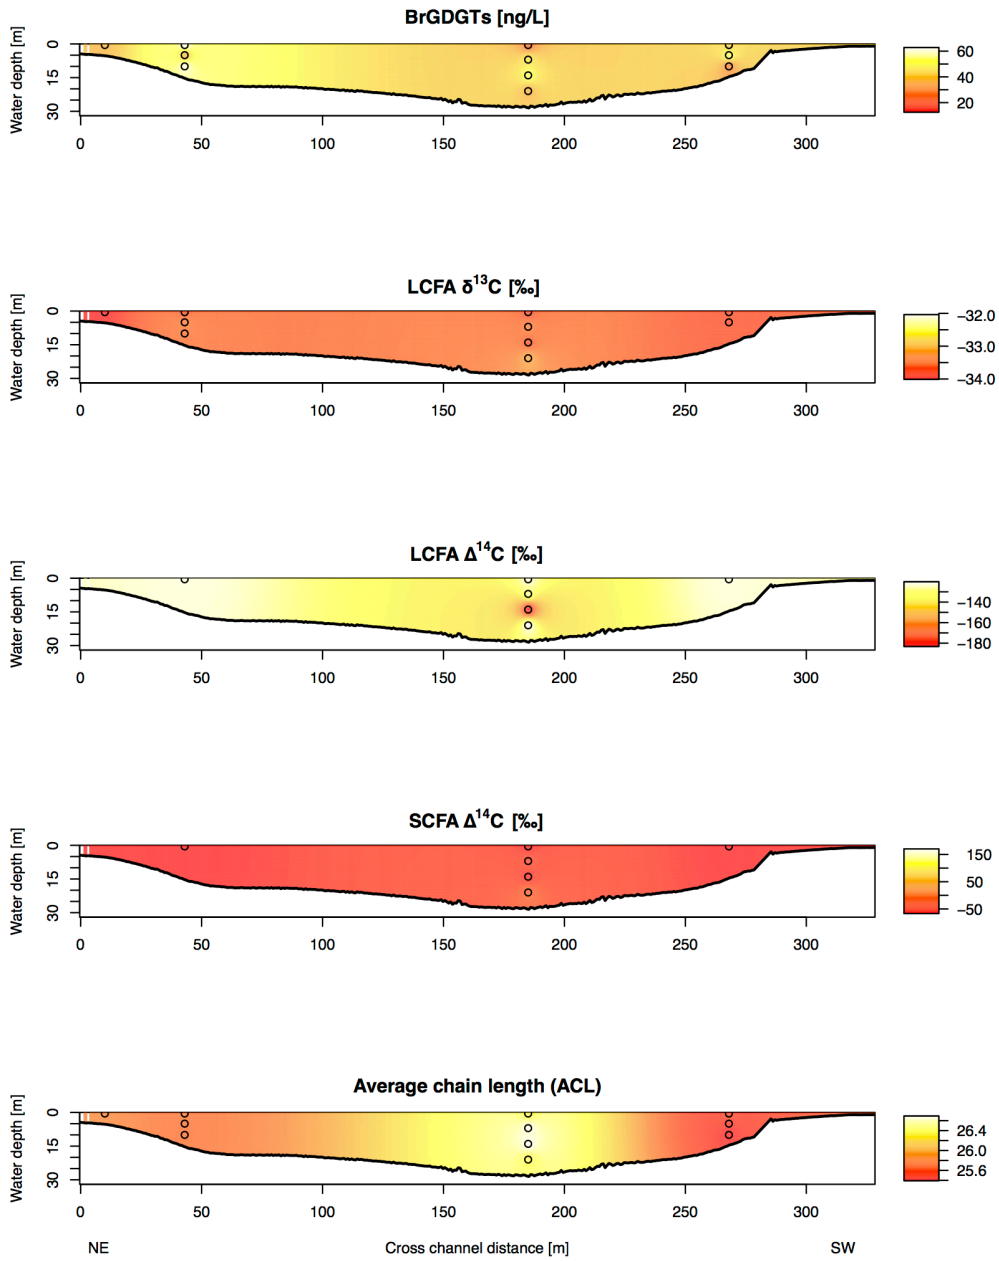 BrGDGTs [ng/L]
Water depth [m]
0
15
30
0 50 100 150 200 250 300
60
40
20
LCFA δ¹³C [‰]
Water depth [m]
0
15
30
0 50 100 150 200 250 300
−32.0
−33.0
−34.0
LCFA Δ¹⁴C [‰]
Water depth [m]
0
15
30
0 50 100 150 200 250 300
−140
−160
−180
SCFA Δ¹⁴C [‰]
Water depth [m]
0
15
30
0 50 100 150 200 250 300
150
50
−50
Average chain length (ACL)
Water depth [m]
0
15
30
0 50 100 150 200 250 300
26.4
26.0
25.6
NE Cross channel distance [m] SW